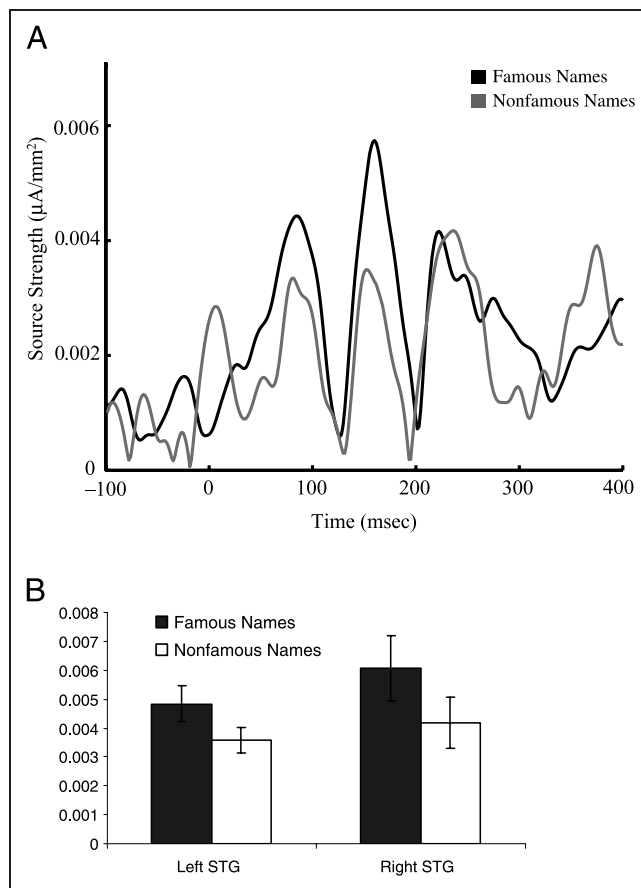 A
Famous Names
Nonfamous Names
Source Strength (µA/mm²)
0.006
0.004
0.002
0
−100
0
100
200
300
400
Time (msec)
B
0.008
0.007
0.006
0.005
0.004
0.003
0.002
0.001
0
Famous Names
Nonfamous Names
Left STG
Right STG